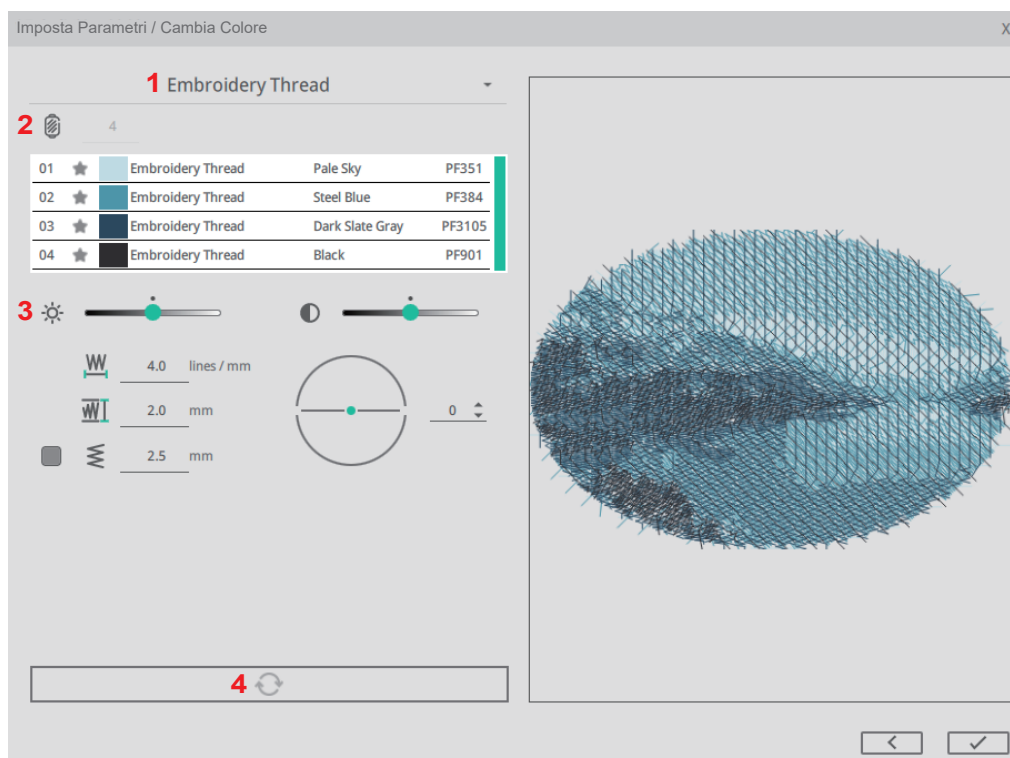 Imposta Parametri / Cambia Colore X
1 Embroidery Thread
2 4
01 Embroidery Thread Pale Sky PF351
02 Embroidery Thread Steel Blue PF384
03 Embroidery Thread Dark Slate Gray PF3105
04 Embroidery Thread Black PF901
3
4.0 lines / mm
2.0 mm 0
2.5 mm
4